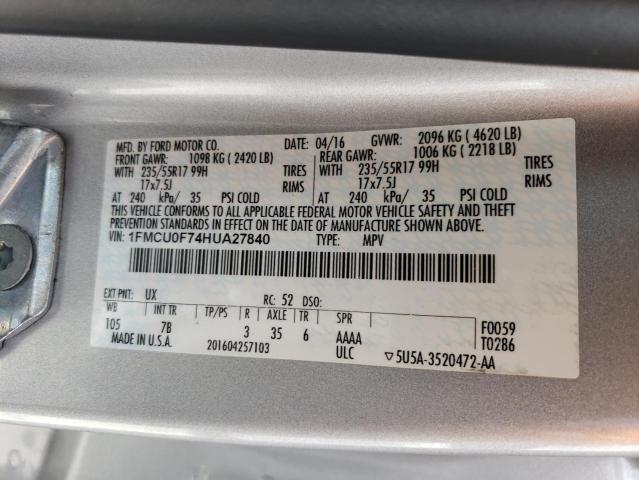 MFD. BY FORD MOTOR CO. DATE: 04/16 GVWR: 2096 KG ( 4620 LB)
FRONT GAWR: 1098 KG ( 2420 LB) REAR GAWR: 1006 KG ( 2218 LB)
WITH 235/55R17 99H TIRES WITH 235/55R17 99H TIRES
17x7.5J RIMS 17x7.5J RIMS
AT 240 kPa/ 35 PSI COLD AT 240 kPa/ 35 PSI COLD
THIS VEHICLE CONFORMS TO ALL APPLICABLE FEDERAL MOTOR VEHICLE SAFETY AND THEFT
PREVENTION STANDARDS IN EFFECT ON THE DATE OF MANUFACTURE SHOWN ABOVE.
VIN: 1FMCU0F74HUA27840 TYPE: MPV
EXT PNT: UX RC: 52 DSO:
WB INT TR TP/PS R AXLE TR SPR F0059
105 7B 3 35 6 AAAA T0286
MADE IN U.S.A. 201604257103 ULC ▽5U5A-3520472-AA